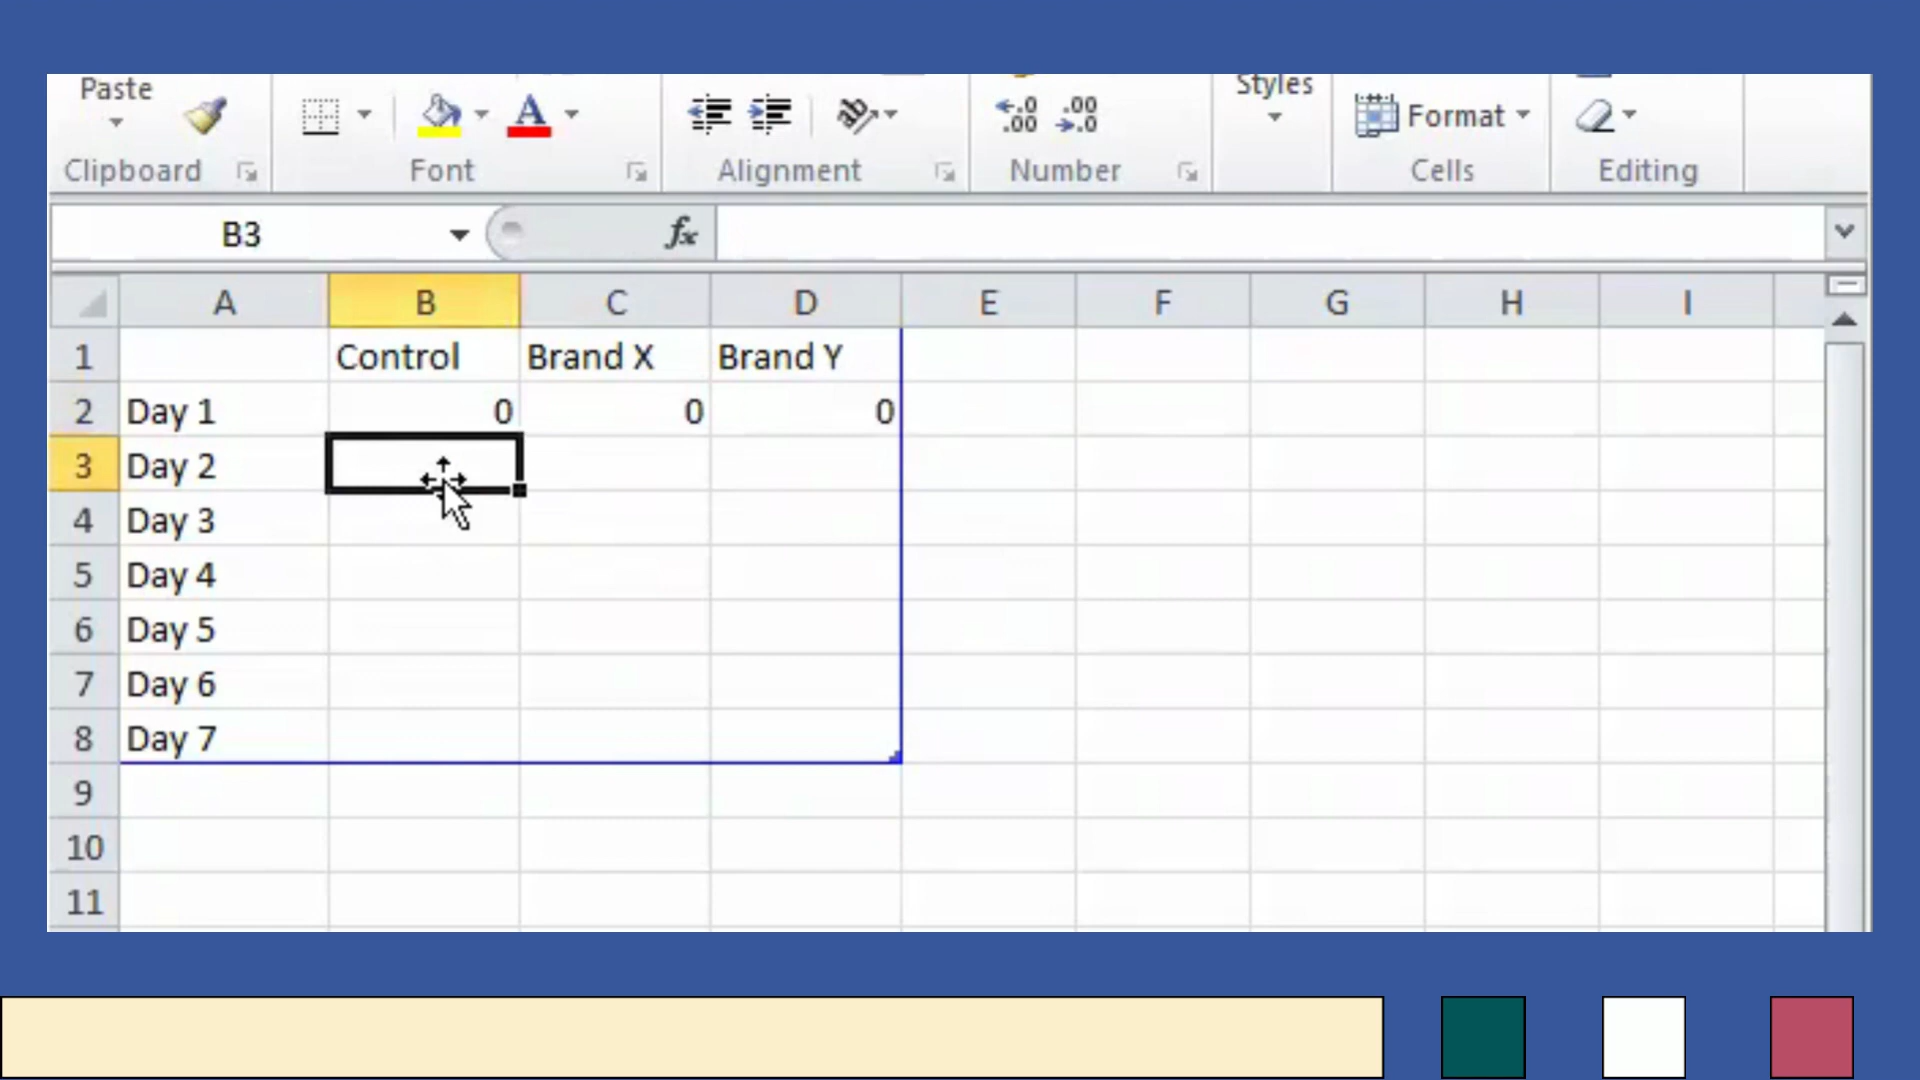 Paste
Styles
Format
Clipboard Font Alignment Number Cells Editing
B3 fx
A B C D E F G H I
1 Control Brand X Brand Y
2 Day 1 0 0 0
3 Day 2
4 Day 3
5 Day 4
6 Day 5
7 Day 6
8 Day 7
9
10
11